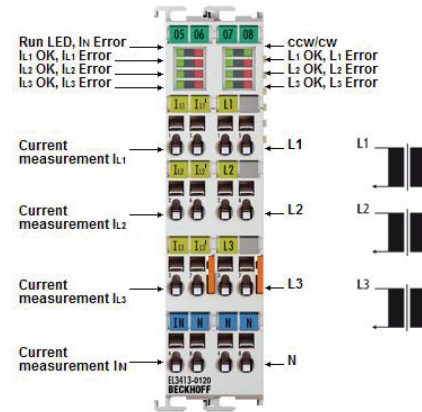 05 06 07 08
Run LED, IN Error
IL1 OK, IL1 Error
IL2 OK, IL2 Error
IL3 OK, IL3 Error
ccw/cw
L1 OK, L1 Error
L2 OK, L2 Error
L3 OK, L3 Error
IL1 IL1' L1
Current
measurement IL1
L1
L1
IL2 IL2' L2
Current
measurement IL2
L2
L2
IL3 IL3' L3
Current
measurement IL3
L3
L3
IN N N N
Current
measurement IN
N
EL3413-0120
BECKHOFF